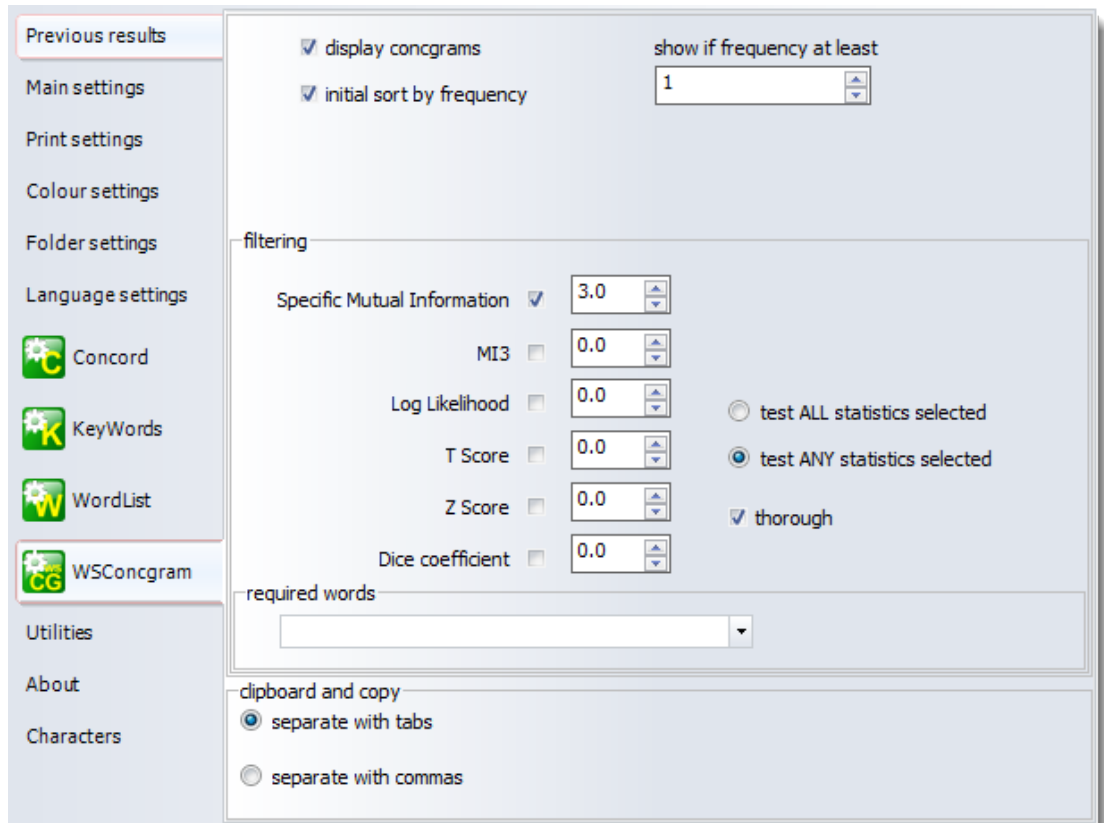 Previous results
Main settings
Print settings
Colour settings
Folder settings
Language settings
C Concord
K KeyWords
W WordList
WS CG WSConcgram
Utilities
About
Characters
display concgrams
initial sort by frequency
show if frequency at least
1
filtering
Specific Mutual Information 3.0
MI3 0.0
Log Likelihood 0.0
T Score 0.0
Z Score 0.0
Dice coefficient 0.0
test ALL statistics selected
test ANY statistics selected
thorough
required words
clipboard and copy
separate with tabs
separate with commas